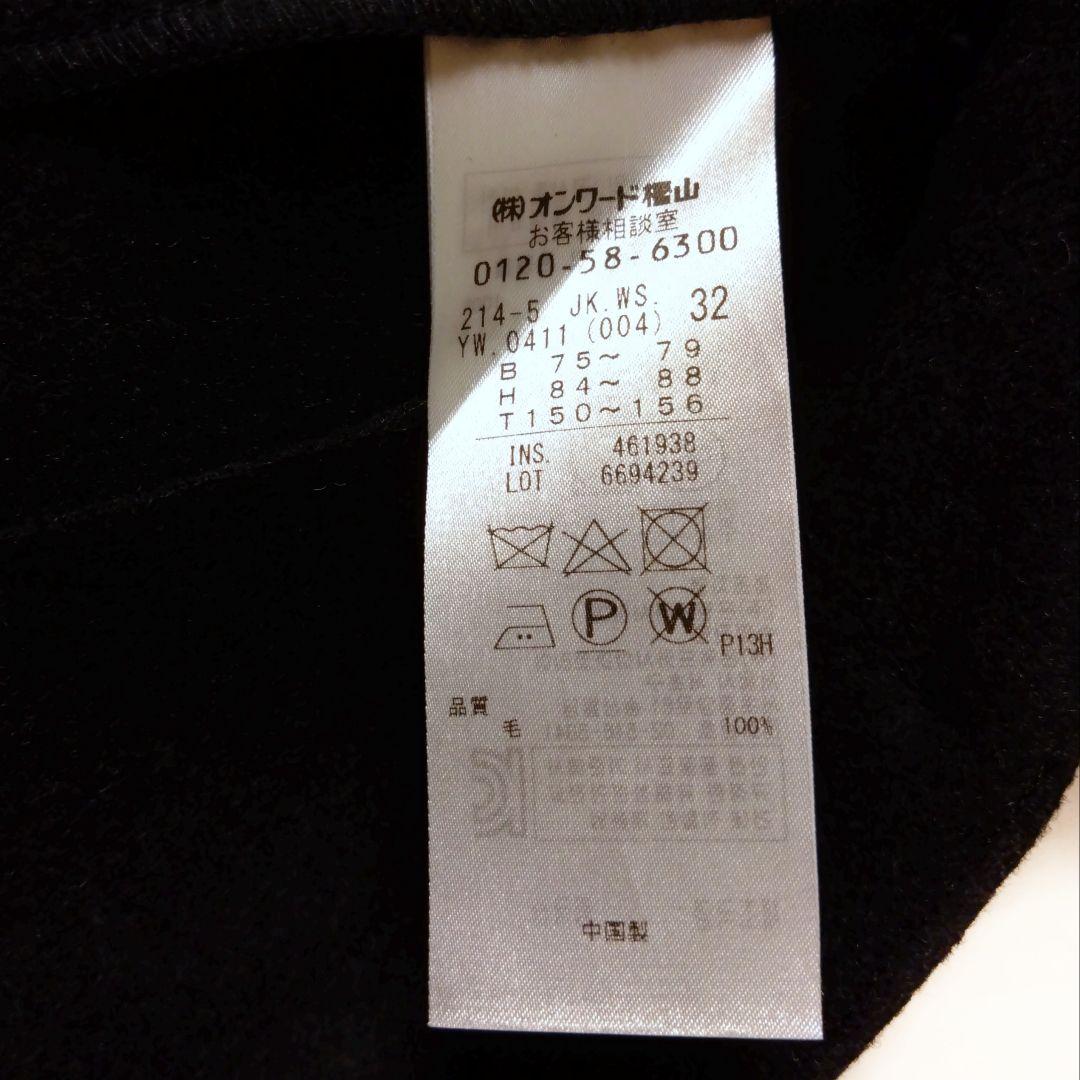 (株)オンワード樫山
お客様相談室
0120-58-6300
214-5 JK.WS. 32
YW.0411 (004)
B 75〜 79
H 84〜 88
T150〜156
INS. 461938
LOT 6694239
P
W
P13H
品質
毛 100%
中国製